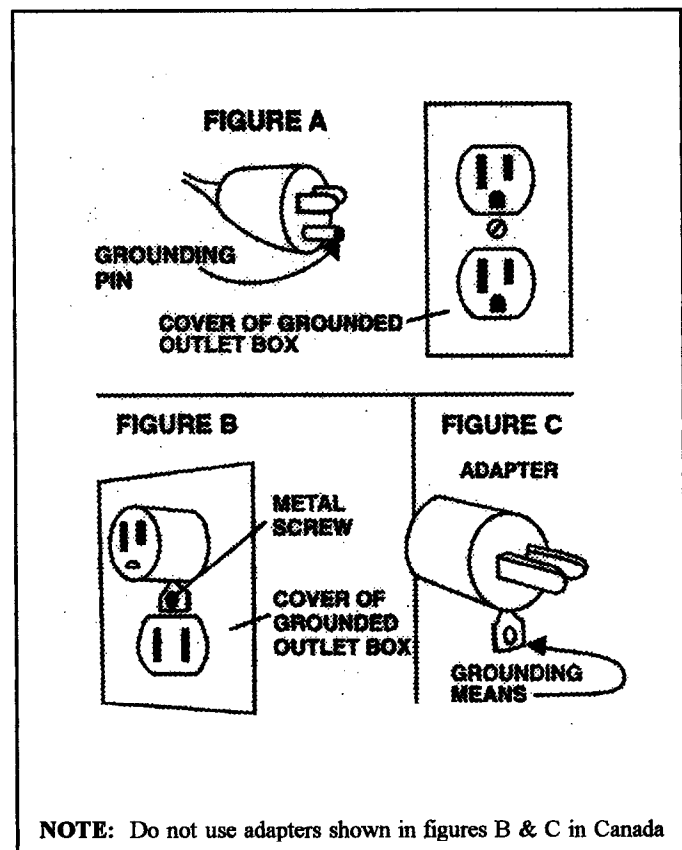 FIGURE A
GROUNDING
PIN
COVER OF GROUNDED
OUTLET BOX
FIGURE B
METAL
SCREW
COVER OF
GROUNDED
OUTLET BOX
FIGURE C
ADAPTER
GROUNDING
MEANS
NOTE: Do not use adapters shown in figures B & C in Canada